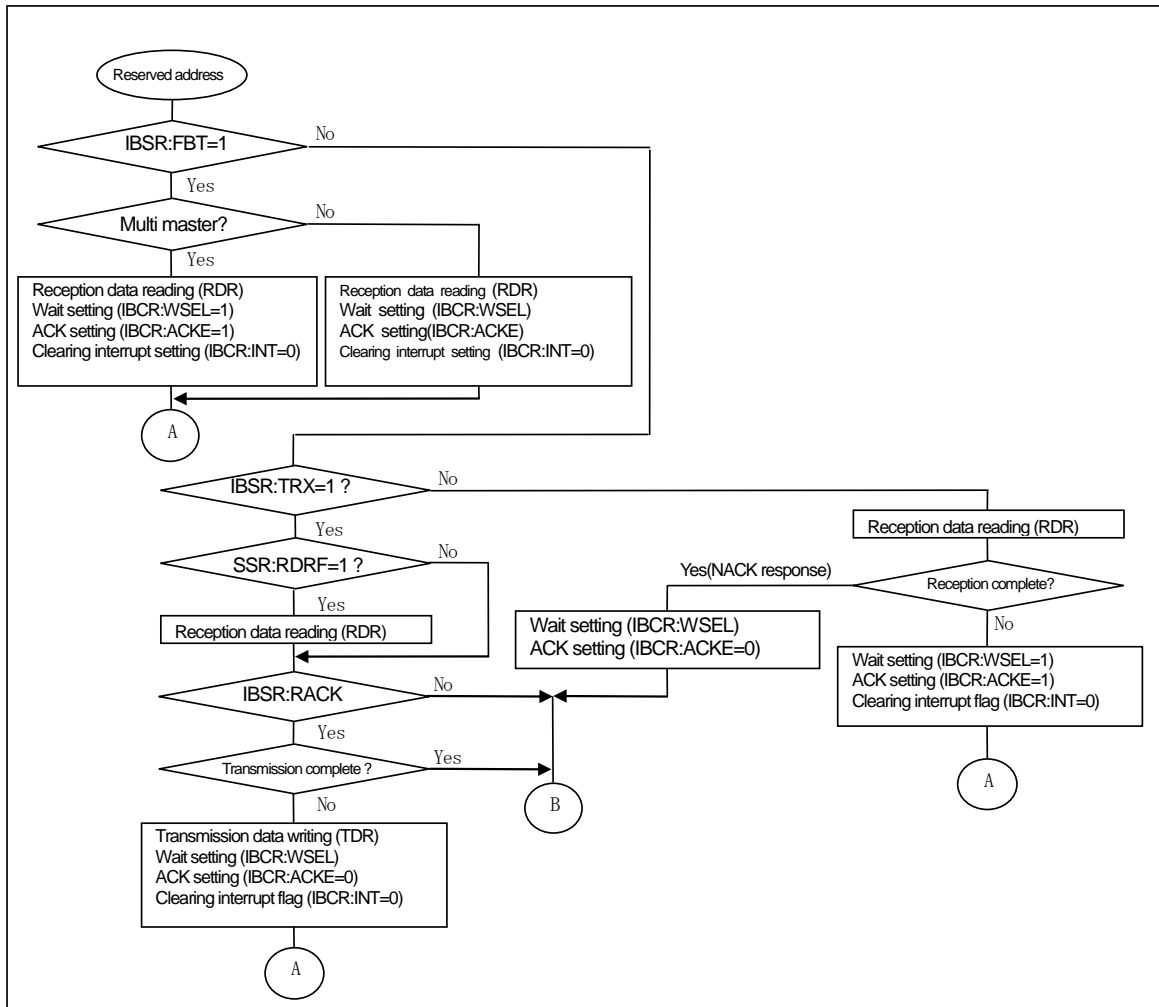 Reserved address
IBSR:FBT=1
No
Yes
Multi master?
No
Yes
Reception data reading (RDR)
Wait setting (IBCR:WSEL=1)
ACK setting (IBCR:ACKE=1)
Clearing interrupt setting (IBCR:INT=0)
Reception data reading (RDR)
Wait setting (IBCR:WSEL)
ACK setting(IBCR:ACKE)
Clearing interrupt setting (IBCR:INT=0)
A
IBSR:TRX=1 ?
No
Yes
Reception data reading (RDR)
SSR:RDRF=1 ?
No
Yes
Reception data reading (RDR)
Yes(NACK response)
Reception complete?
No
Wait setting (IBCR:WSEL)
ACK setting (IBCR:ACKE=0)
Wait setting (IBCR:WSEL=1)
ACK setting (IBCR:ACKE=1)
Clearing interrupt flag (IBCR:INT=0)
IBSR:RACK
No
Yes
Transmission complete ?
Yes
No
B
A
Transmission data writing (TDR)
Wait setting (IBCR:WSEL)
ACK setting (IBCR:ACKE=0)
Clearing interrupt flag (IBCR:INT=0)
A